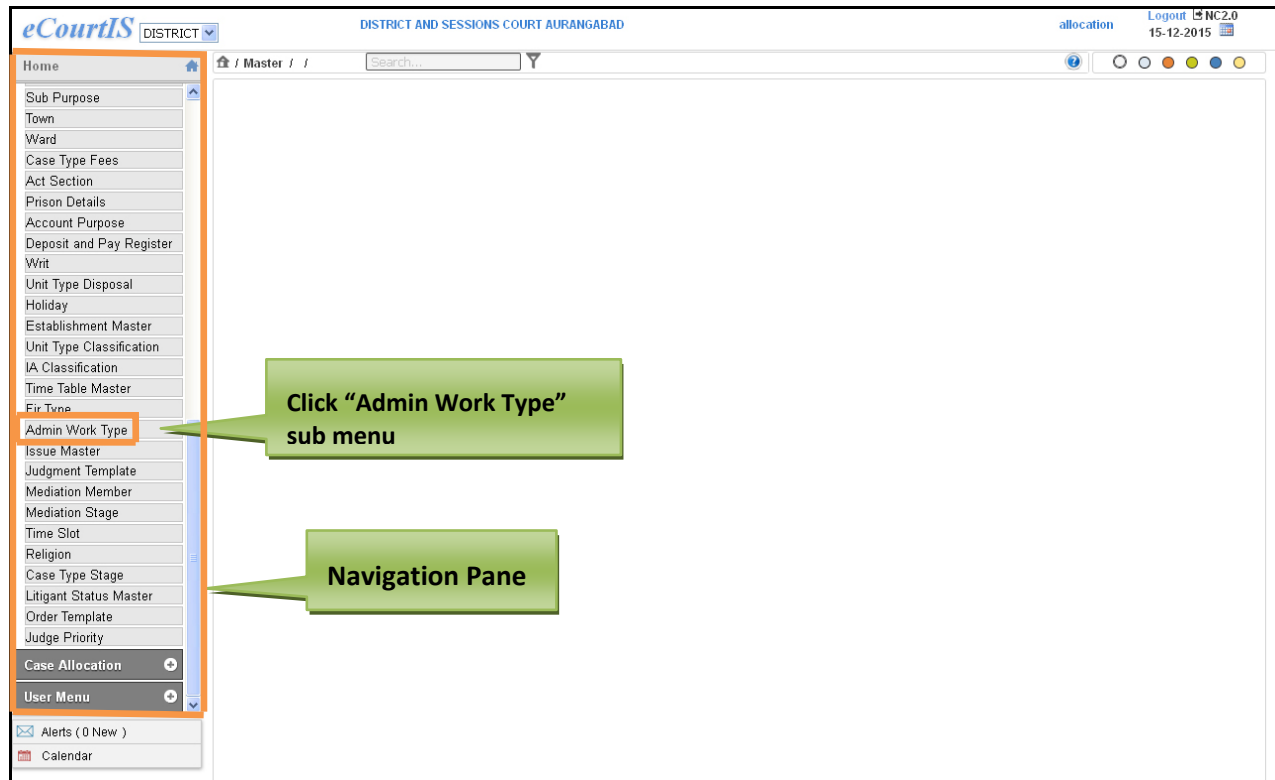 eCourtIS DISTRICT
DISTRICT AND SESSIONS COURT AURANGABAD
allocation
Logout NC2.0
15-12-2015
Home
/ Master / /
Search...
Sub Purpose
Town
Ward
Case Type Fees
Act Section
Prison Details
Account Purpose
Deposit and Pay Register
Writ
Unit Type Disposal
Holiday
Establishment Master
Unit Type Classification
IA Classification
Time Table Master
Fir Type
Admin Work Type
Issue Master
Judgment Template
Mediation Member
Mediation Stage
Time Slot
Religion
Case Type Stage
Litigant Status Master
Order Template
Judge Priority
Case Allocation
User Menu
Alerts ( 0 New )
Calendar
Click “Admin Work Type”
sub menu
Navigation Pane